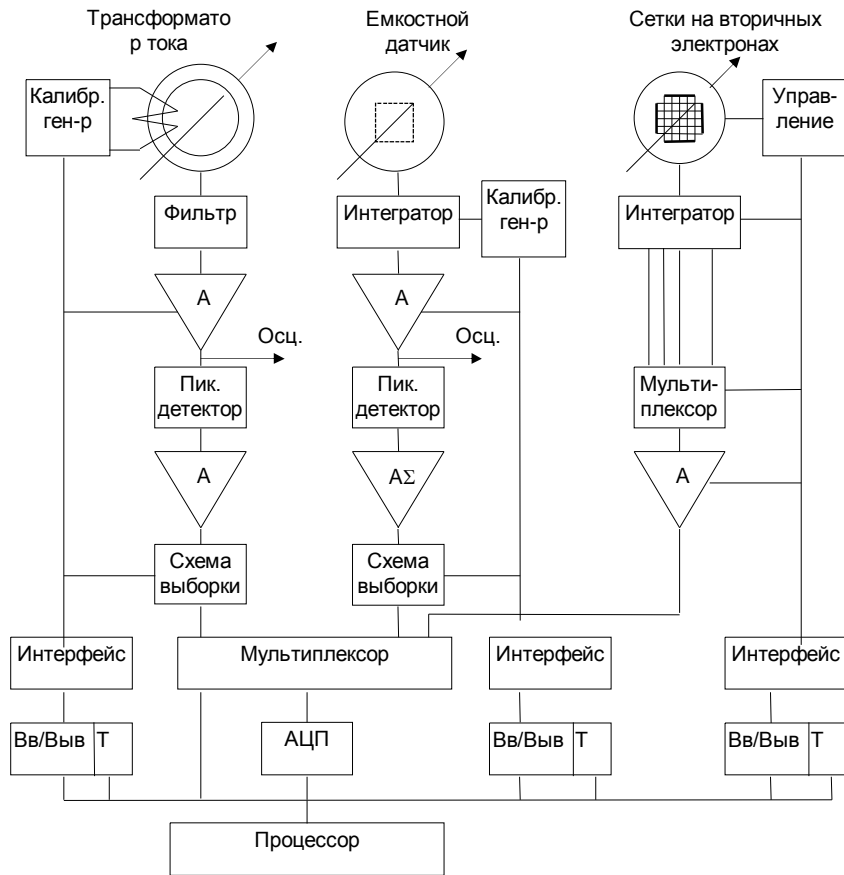 Трансформато
р тока
Емкостной
датчик
Сетки на вторичных
электронах
Калибр.
ген-р
Управ-
ление
Фильтр
Интегратор
Калибр.
ген-р
Интегратор
А
А
Осц.
Осц.
Пик.
детектор
Пик.
детектор
Мульти-
плексор
А
АΣ
А
Схема
выборки
Схема
выборки
Интерфейс
Мультиплексор
Интерфейс
Интерфейс
Вв/Выв Т
АЦП
Вв/Выв Т
Вв/Выв Т
Процессор